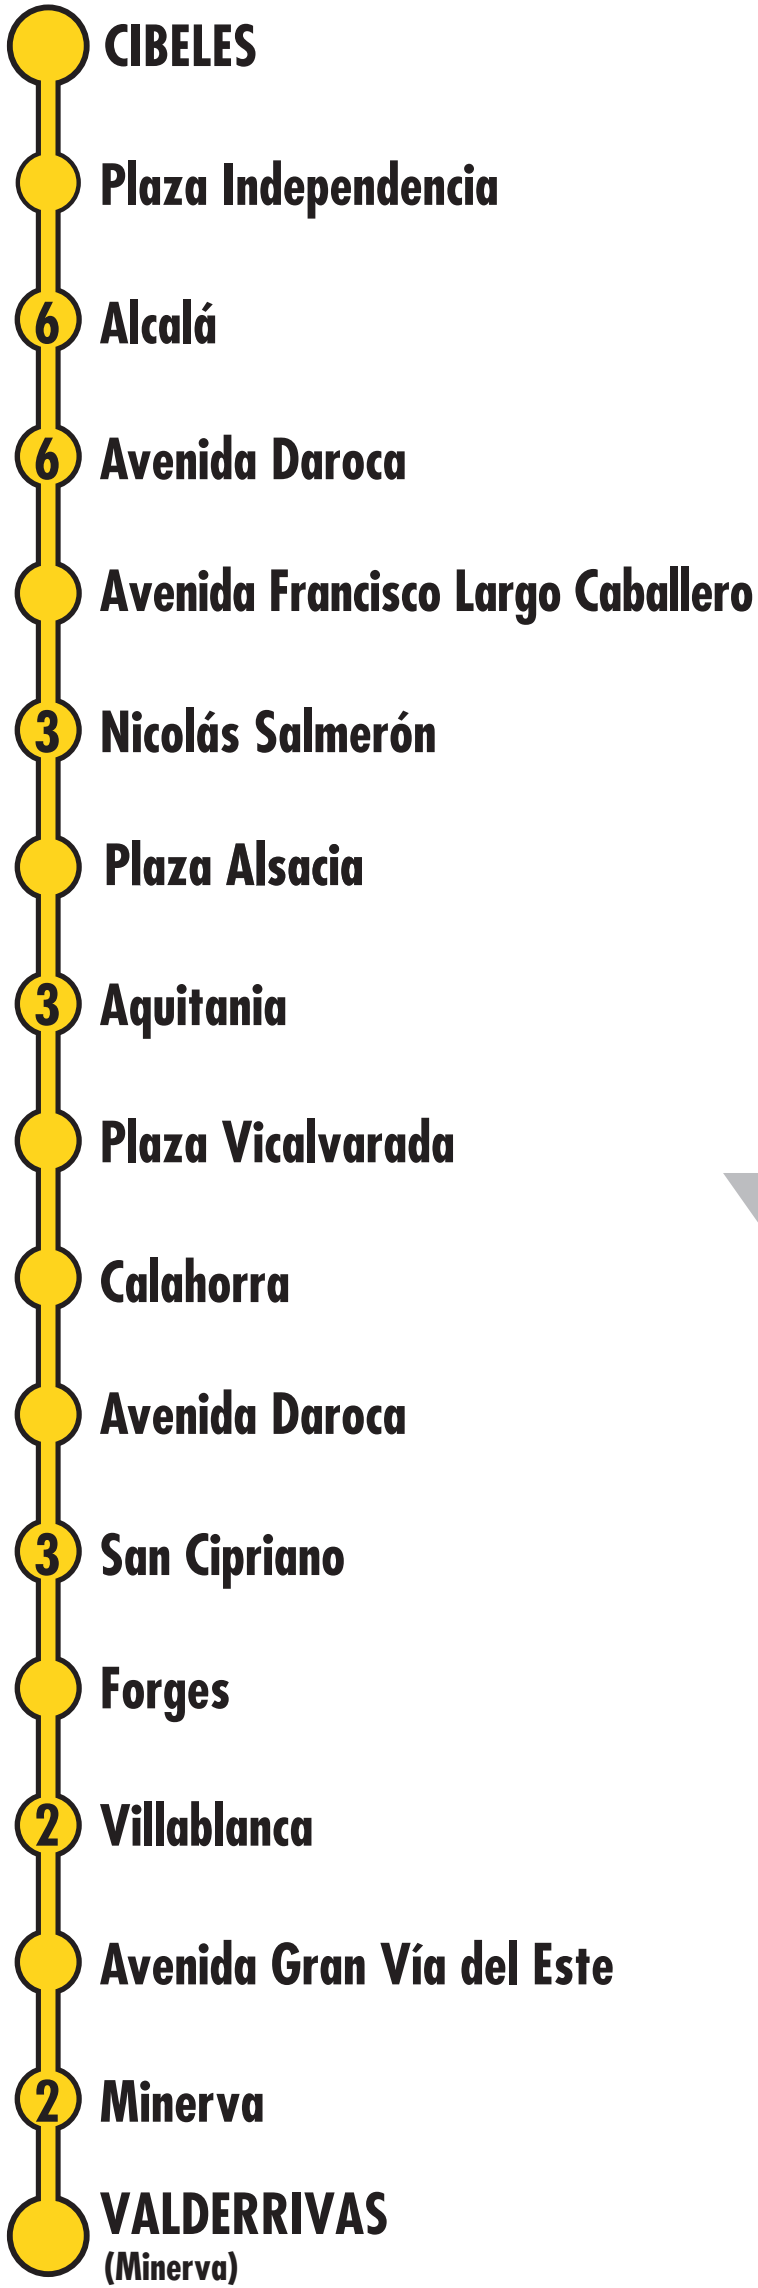 CIBELES
Plaza Independencia
6 Alcalá
6 Avenida Daroca
Avenida Francisco Largo Caballero
3 Nicolás Salmerón
Plaza Alsacia
3 Aquitania
Plaza Vicalvarada
Calahorra
Avenida Daroca
3 San Cipriano
Forges
2 Villablanca
Avenida Gran Vía del Este
2 Minerva
VALDERRIVAS
(Minerva)